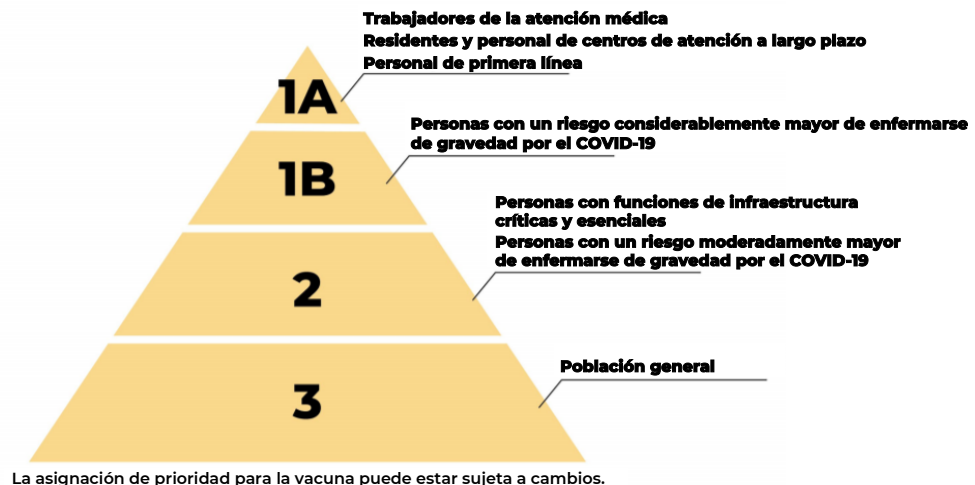 Trabajadores de la atención médica
Residentes y personal de centros de atención a largo plazo
Personal de primera línea
1A
Personas con un riesgo considerablemente mayor de enfermarse
de gravedad por el COVID-19
1B
Personas con funciones de infraestructura
críticas y esenciales
Personas con un riesgo moderadamente mayor
de enfermarse de gravedad por el COVID-19
2
Población general
3
La asignación de prioridad para la vacuna puede estar sujeta a cambios.